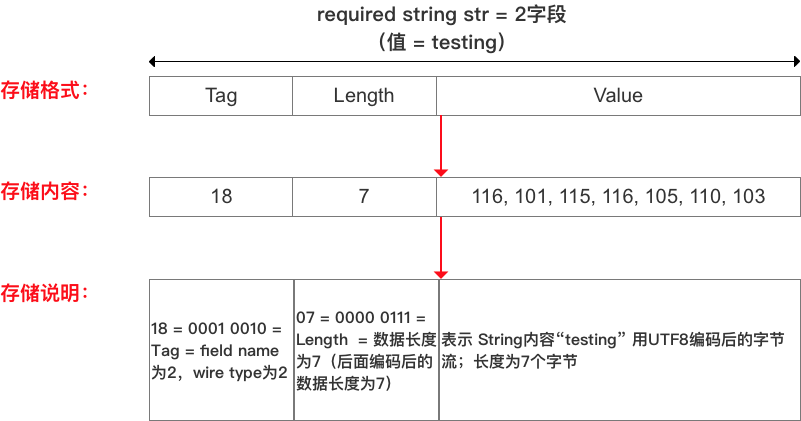 required string str = 2字段
（值 = testing）
存储格式：
Tag
Length
Value
存储内容：
18
7
116, 101, 115, 116, 105, 110, 103
存储说明：
18 = 0001 0010 =
Tag = field name
为2，wire type为2
07 = 0000 0111 =
Length = 数据长度
为7（后面编码后的
数据长度为7）
表示 String内容“testing” 用UTF8编码后的字节
流；长度为7个字节